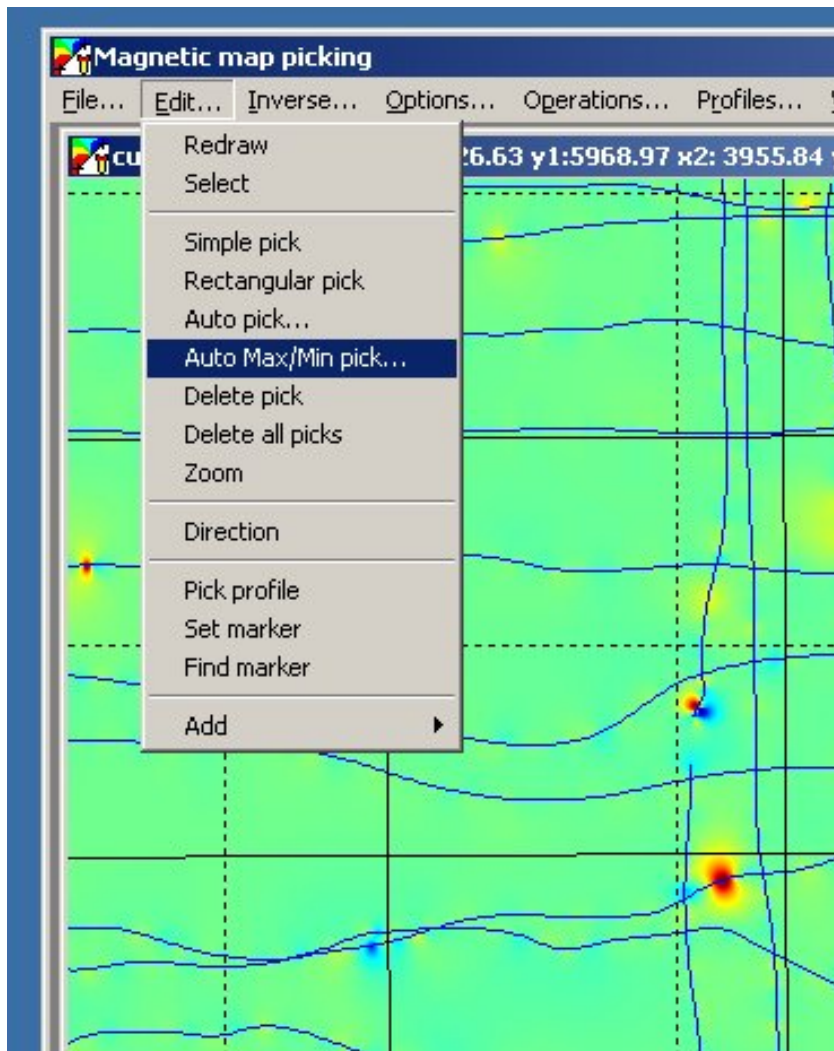 Magnetic map picking
File... Edit... Inverse... Options... Operations... Profiles...
cu 26.63 y1:5968.97 x2: 3955.84
Redraw
Select
Simple pick
Rectangular pick
Auto pick...
Auto Max/Min pick...
Delete pick
Delete all picks
Zoom
Direction
Pick profile
Set marker
Find marker
Add